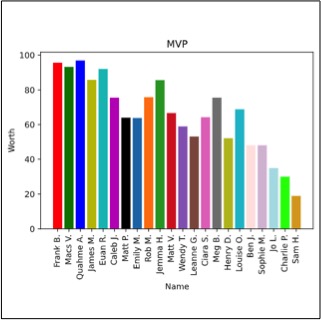 MVP
100
80
60
40
20
0
Worth
Frank B.
Macs V.
Quahme A.
James M.
Euan R.
Caleb J.
Matt P.
Emily M.
Rob M.
Jemma H.
Matt V.
Wendy T.
Leanne G.
Ciara S.
Meg B.
Henry D.
Louise O.
Ben J.
Sophie M.
Jo L.
Charlie P.
Sam H.
Name